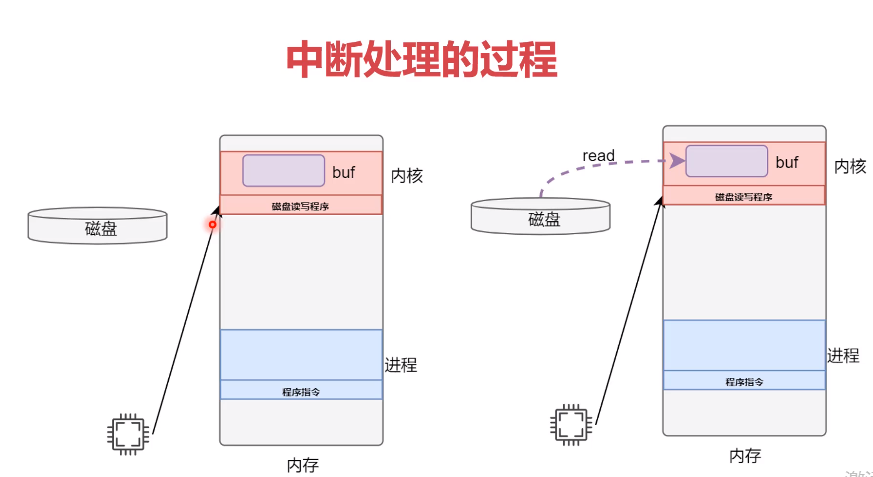 中断处理的过程
buf
内核
磁盘读写程序
磁盘
进程
程序指令
内存
read
buf
内核
磁盘读写程序
磁盘
进程
程序指令
内存